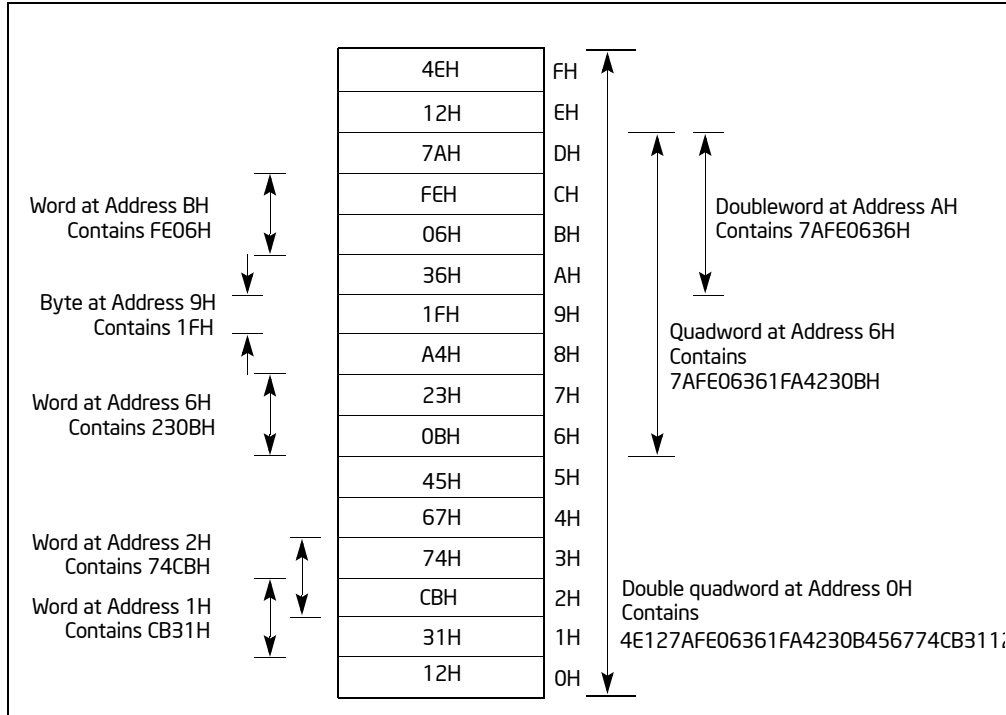 4EH FH
12H EH
7AH DH
FEH CH
06H BH
36H AH
1FH 9H
A4H 8H
23H 7H
0BH 6H
45H 5H
67H 4H
74H 3H
CBH 2H
31H 1H
12H 0H
Word at Address BH
Contains FE06H
Byte at Address 9H
Contains 1FH
Word at Address 6H
Contains 230BH
Word at Address 2H
Contains 74CBH
Word at Address 1H
Contains CB31H
Doubleword at Address AH
Contains 7AFE0636H
Quadword at Address 6H
Contains
7AFE06361FA4230BH
Double quadword at Address 0H
Contains
4E127AFE06361FA4230B456774CB3112